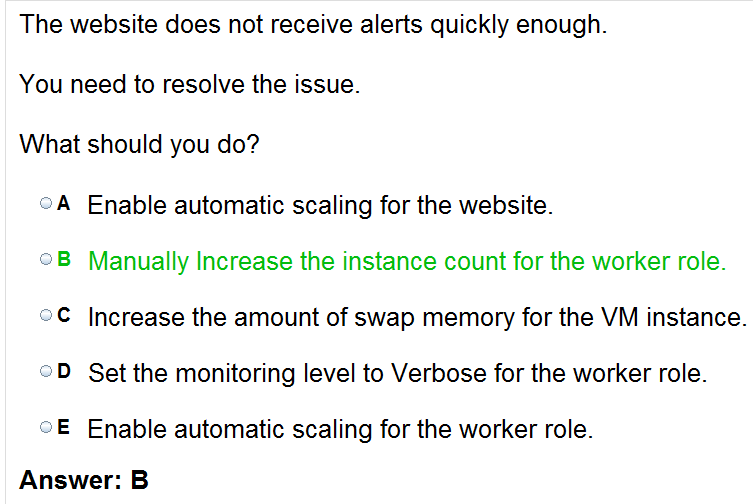 The website does not receive alerts quickly enough.
You need to resolve the issue.
What should you do?
A Enable automatic scaling for the website.
B Manually Increase the instance count for the worker role.
C Increase the amount of swap memory for the VM instance.
D Set the monitoring level to Verbose for the worker role.
E Enable automatic scaling for the worker role.
Answer: B